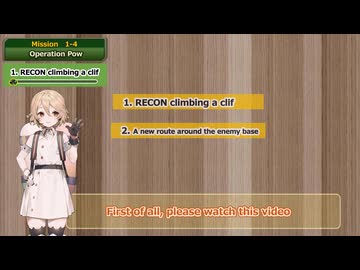 Mission 1-4
Operation Pow
1. RECON climbing a clif
1. RECON climbing a clif
2. A new route around the enemy base
First of all, please watch this video